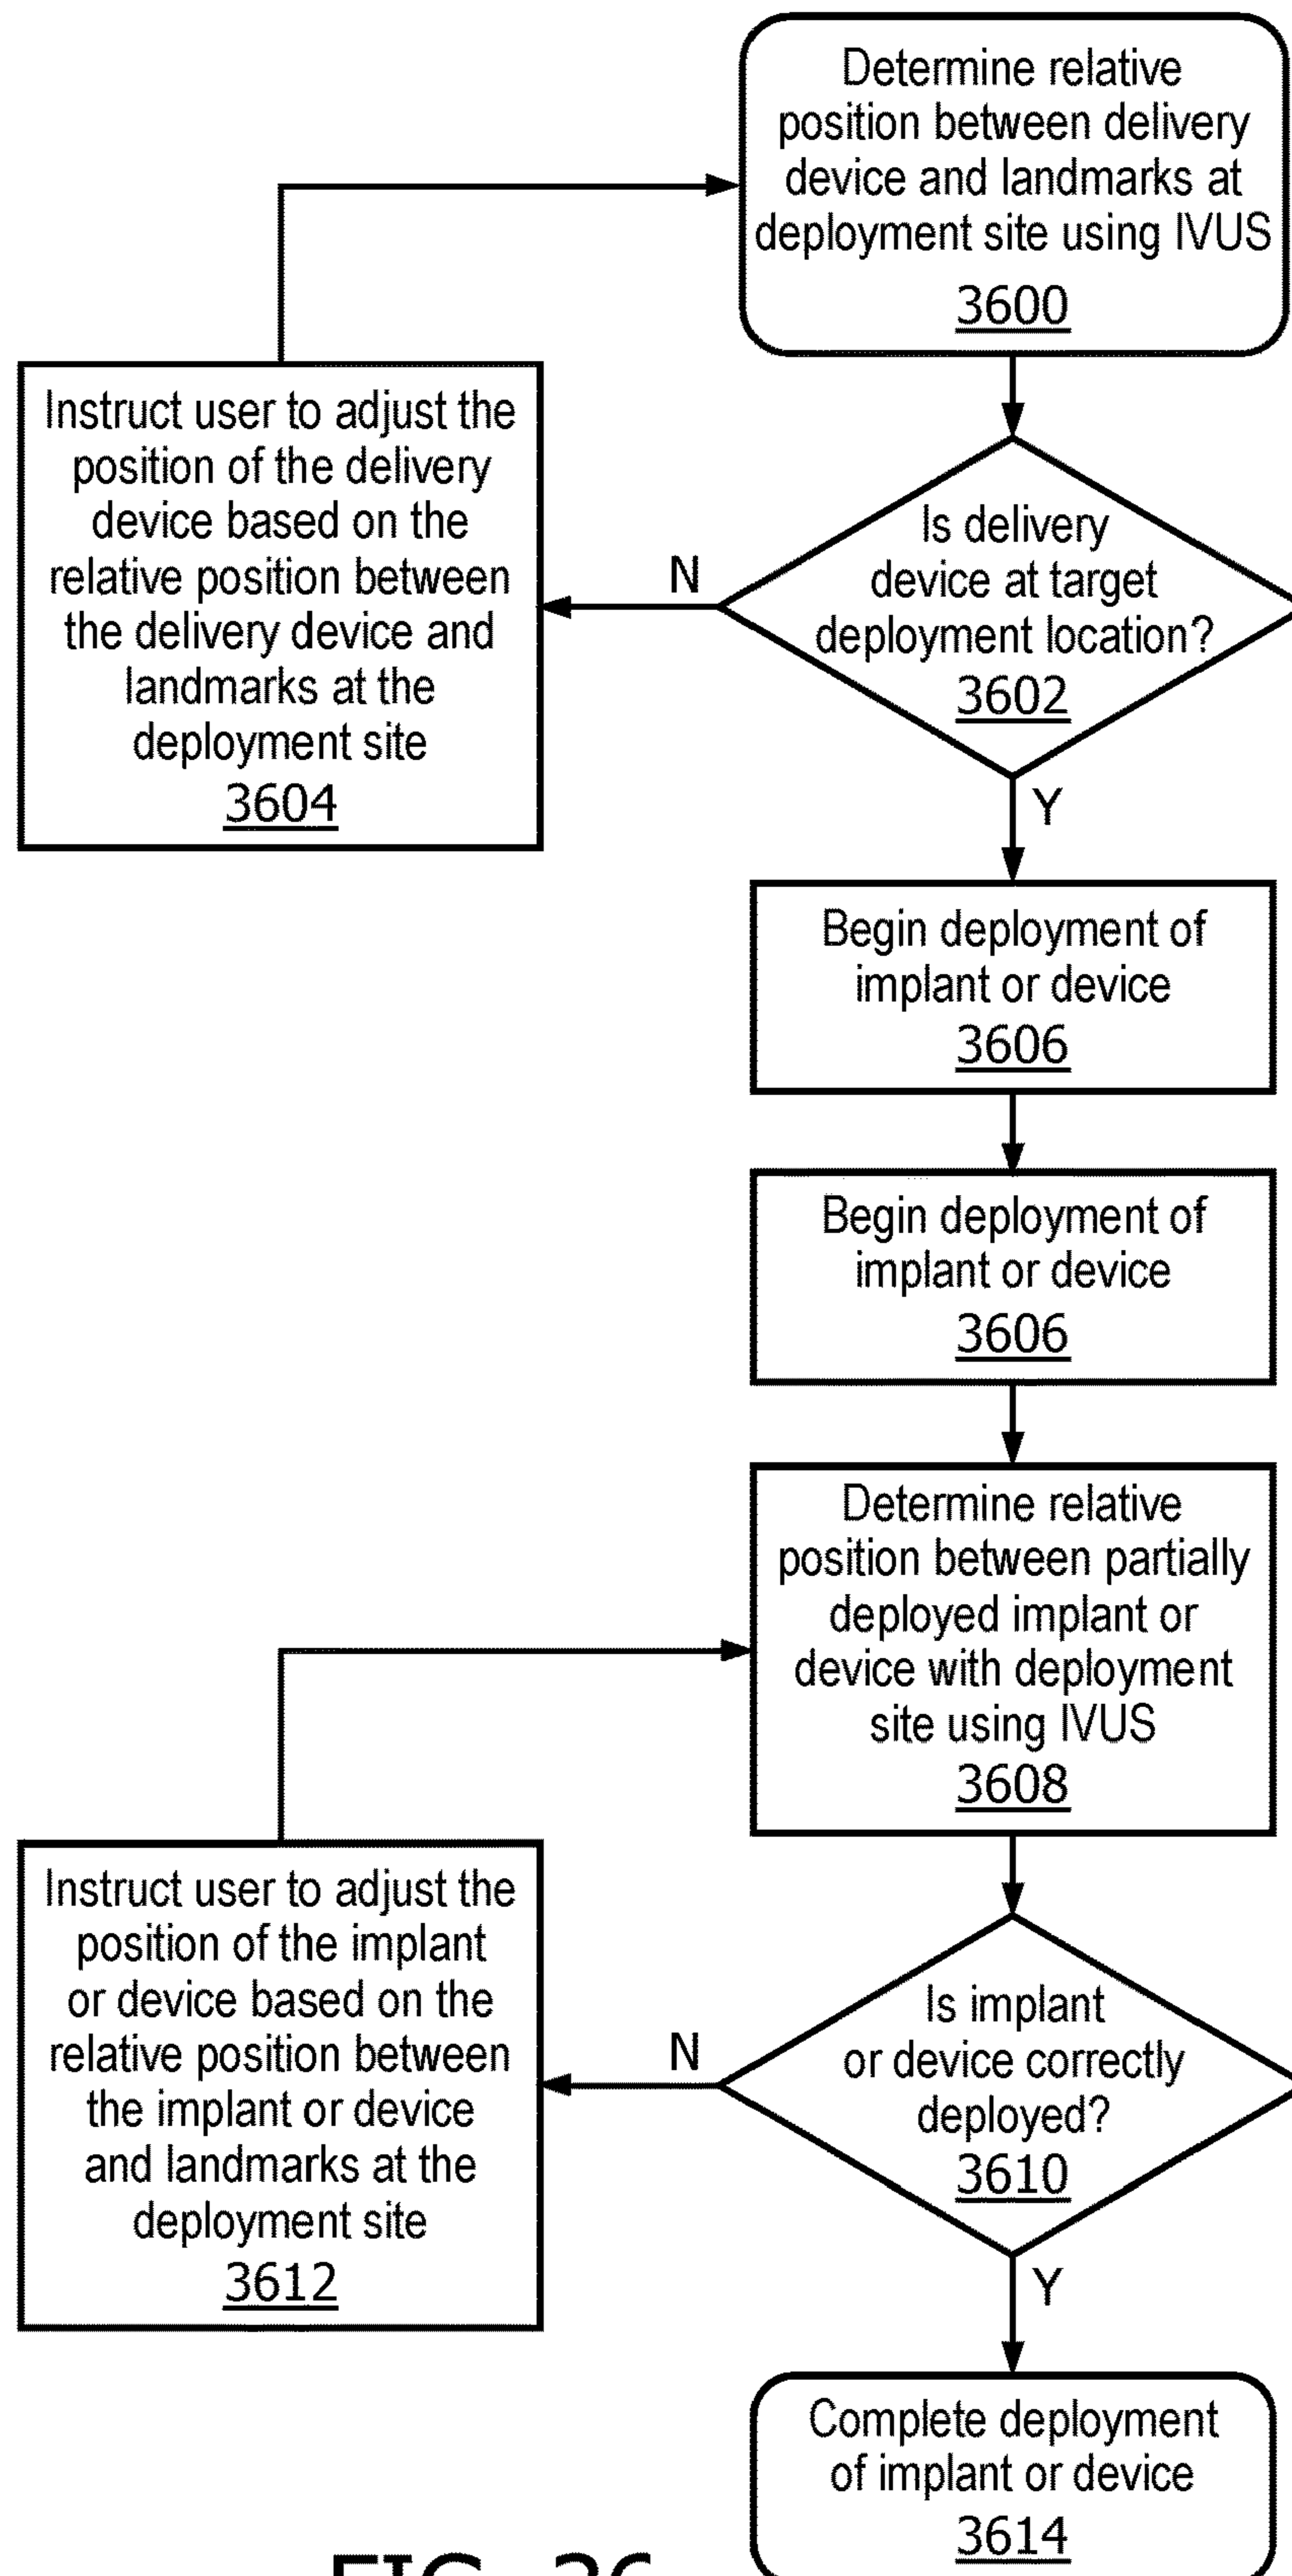 Determine relative
position between delivery
device and landmarks at
deployment site using IVUS
3600
Instruct user to adjust the
position of the delivery
device based on the
relative position between
the delivery device and
landmarks at the
deployment site
3604
N
Is delivery
device at target
deployment location?
3602
Y
Begin deployment of
implant or device
3606
Begin deployment of
implant or device
3606
Determine relative
position between partially
deployed implant or
device with deployment
site using IVUS
3608
Instruct user to adjust the
position of the implant
or device based on the
relative position between
the implant or device
and landmarks at the
deployment site
3612
N
Is implant
or device correctly
deployed?
3610
Y
Complete deployment
of implant or device
3614
FIG. 36